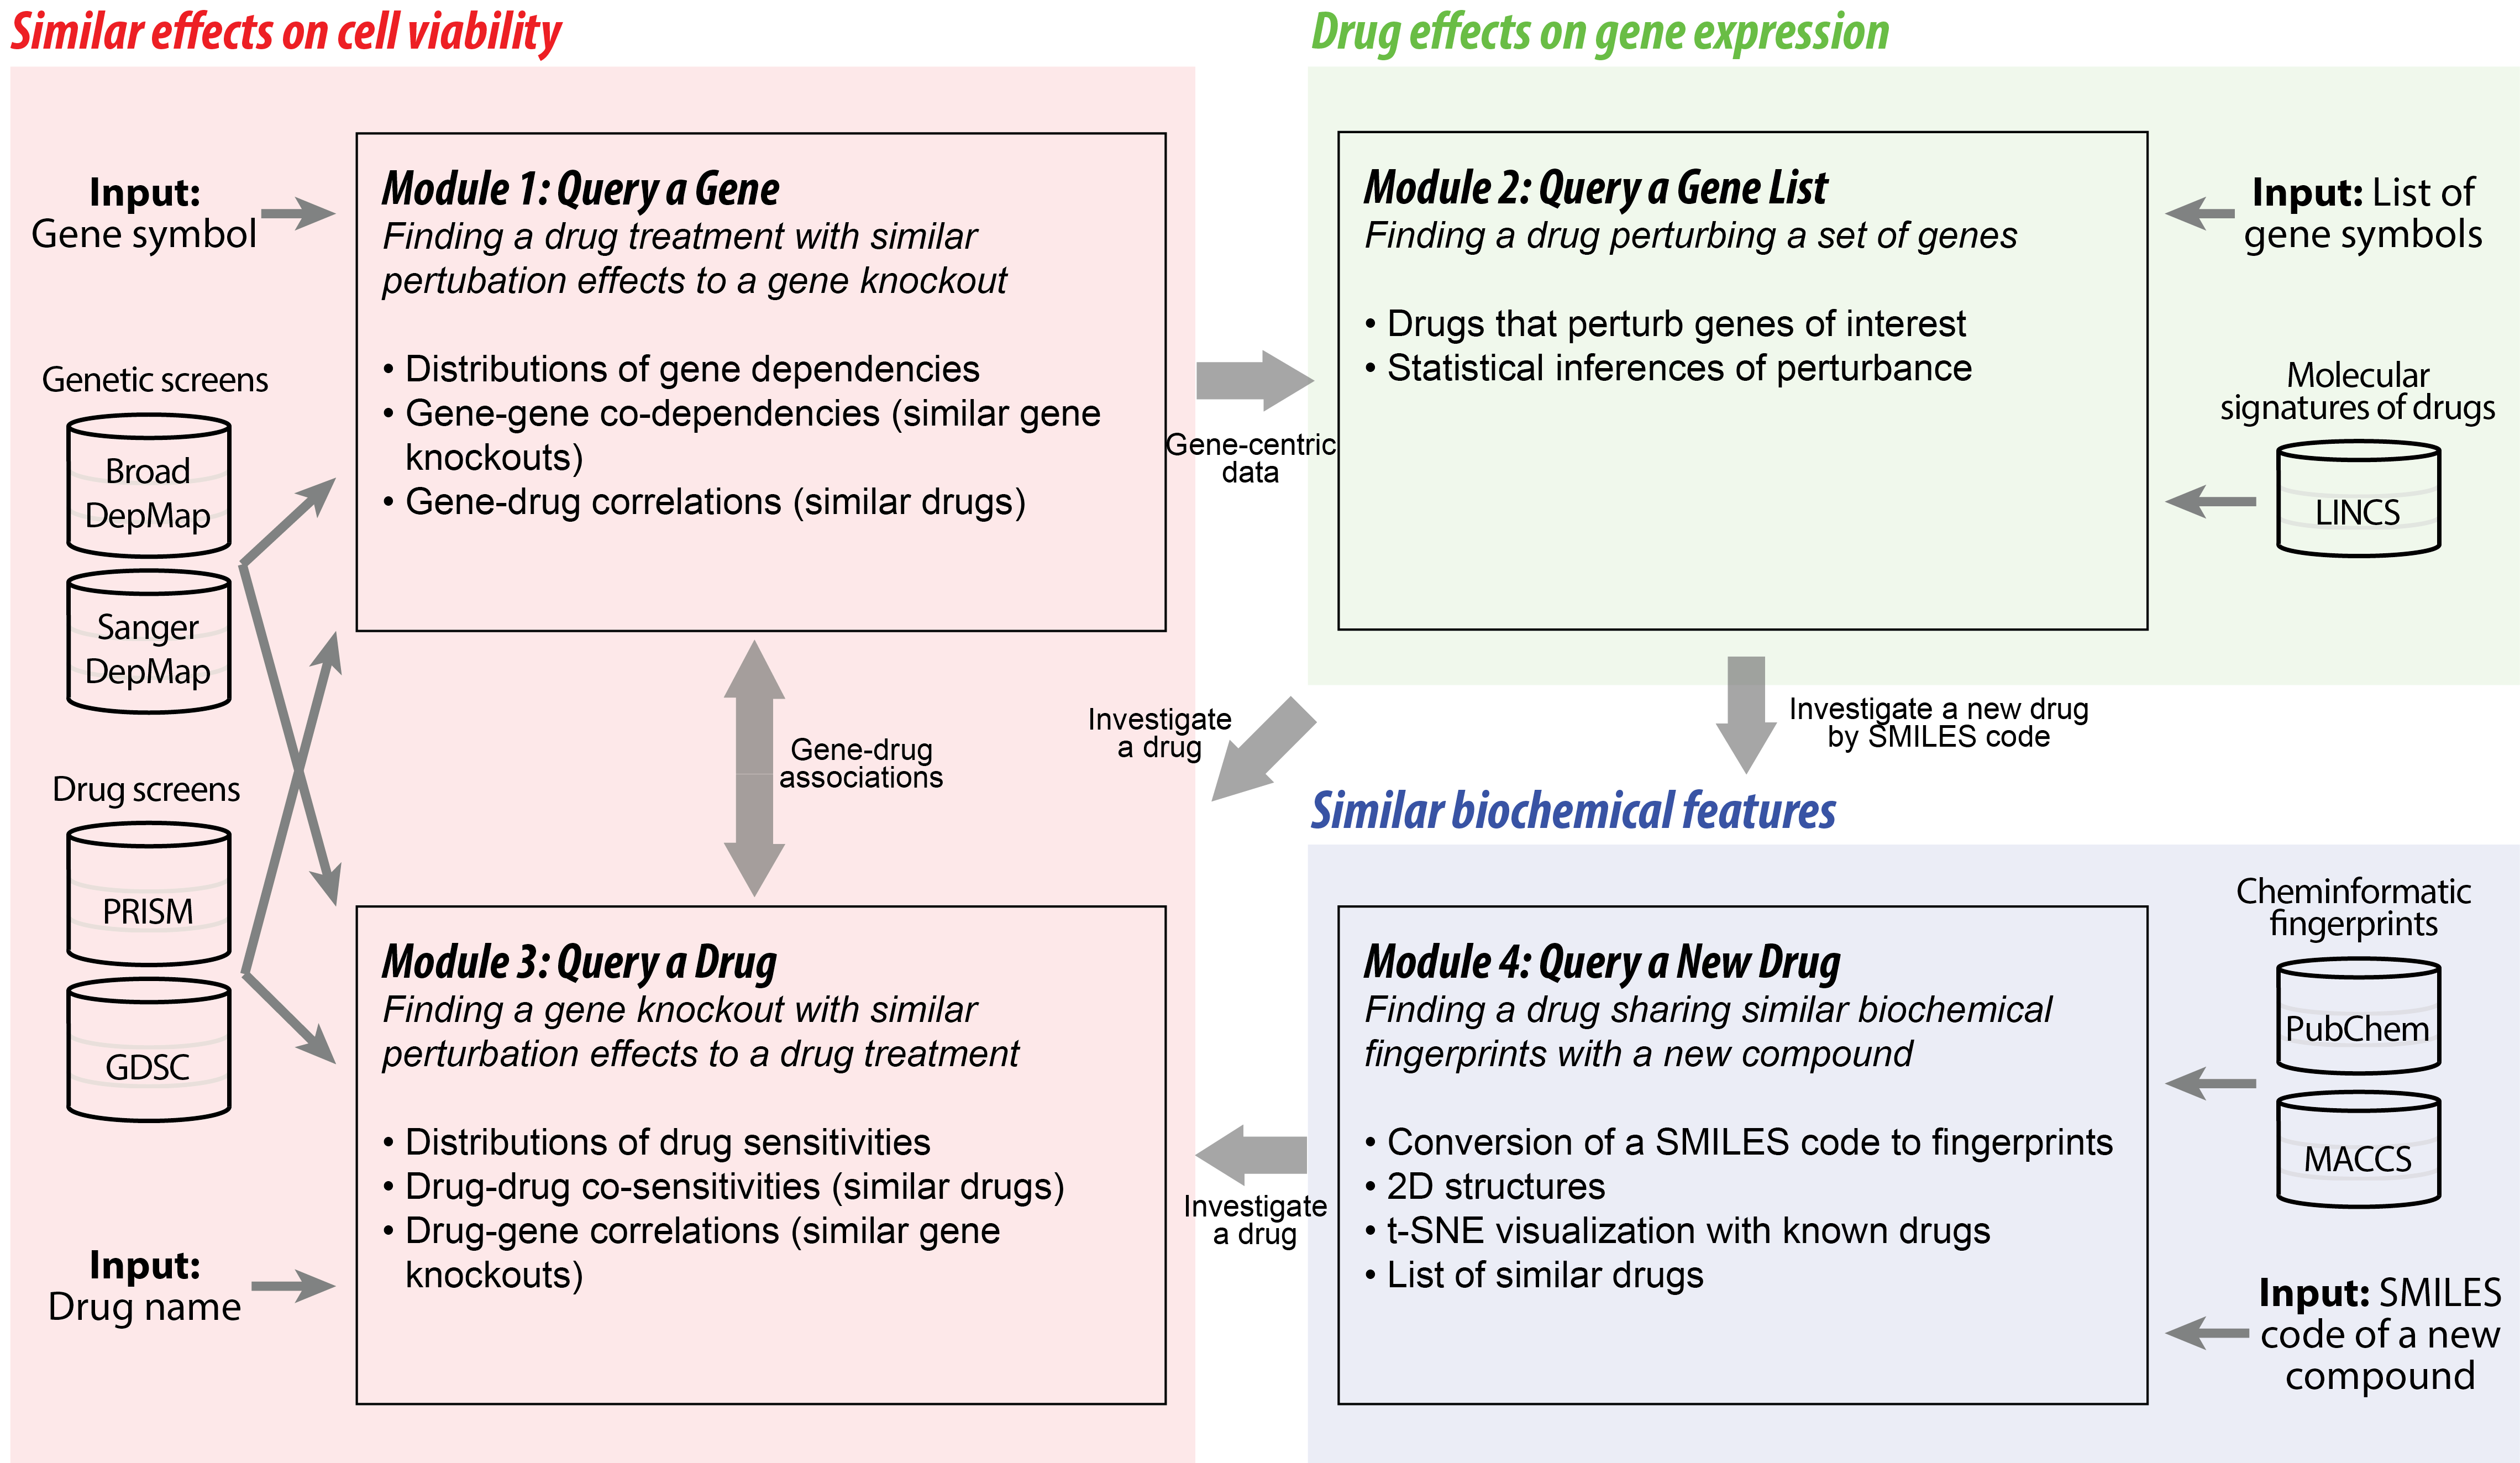 Similar effects on cell viability
Input:
Gene symbol
Genetic screens
Broad
DepMap
Sanger
DepMap
Drug screens
PRISM
GDSC
Input:
Drug name
Module 1: Query a Gene
Finding a drug treatment with similar
pertubation effects to a gene knockout
• Distributions of gene dependencies
• Gene-gene co-dependencies (similar gene
knockouts)
• Gene-drug correlations (similar drugs)
Gene-drug
associations
Module 3: Query a Drug
Finding a gene knockout with similar
perturbation effects to a drug treatment
• Distributions of drug sensitivities
• Drug-drug co-sensitivities (similar drugs)
• Drug-gene correlations (similar gene
knockouts)
Gene-centric
data
Investigate
a drug
Investigate
a drug
Drug effects on gene expression
Module 2: Query a Gene List
Finding a drug perturbing a set of genes
• Drugs that perturb genes of interest
• Statistical inferences of perturbance
Input: List of
gene symbols
Molecular
signatures of drugs
LINCS
Investigate a new drug
by SMILES code
Similar biochemical features
Module 4: Query a New Drug
Finding a drug sharing similar biochemical
fingerprints with a new compound
• Conversion of a SMILES code to fingerprints
• 2D structures
• t-SNE visualization with known drugs
• List of similar drugs
Cheminformatic
fingerprints
PubChem
MACCS
Input: SMILES
code of a new
compound